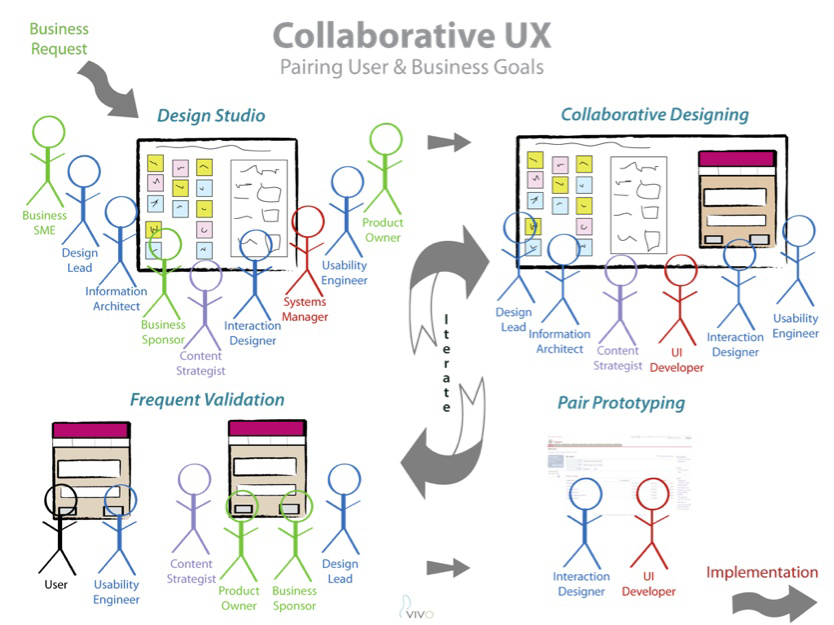 Collaborative UX
Pairing User & Business Goals
Business
Request
Design Studio
Business
SME
Design
Lead
Information
Architect
Business
Sponsor
Content
Strategist
Interaction
Designer
Systems
Manager
Usability
Engineer
Product
Owner
Collaborative Designing
Design
Lead
Information
Architect
Content
Strategist
UI
Developer
Interaction
Designer
Usability
Engineer
Iterate
Frequent Validation
User
Usability
Engineer
Content
Strategist
Product
Owner
Business
Sponsor
Design
Lead
Pair Prototyping
Interaction
Designer
UI
Developer
Implementation
VIVO